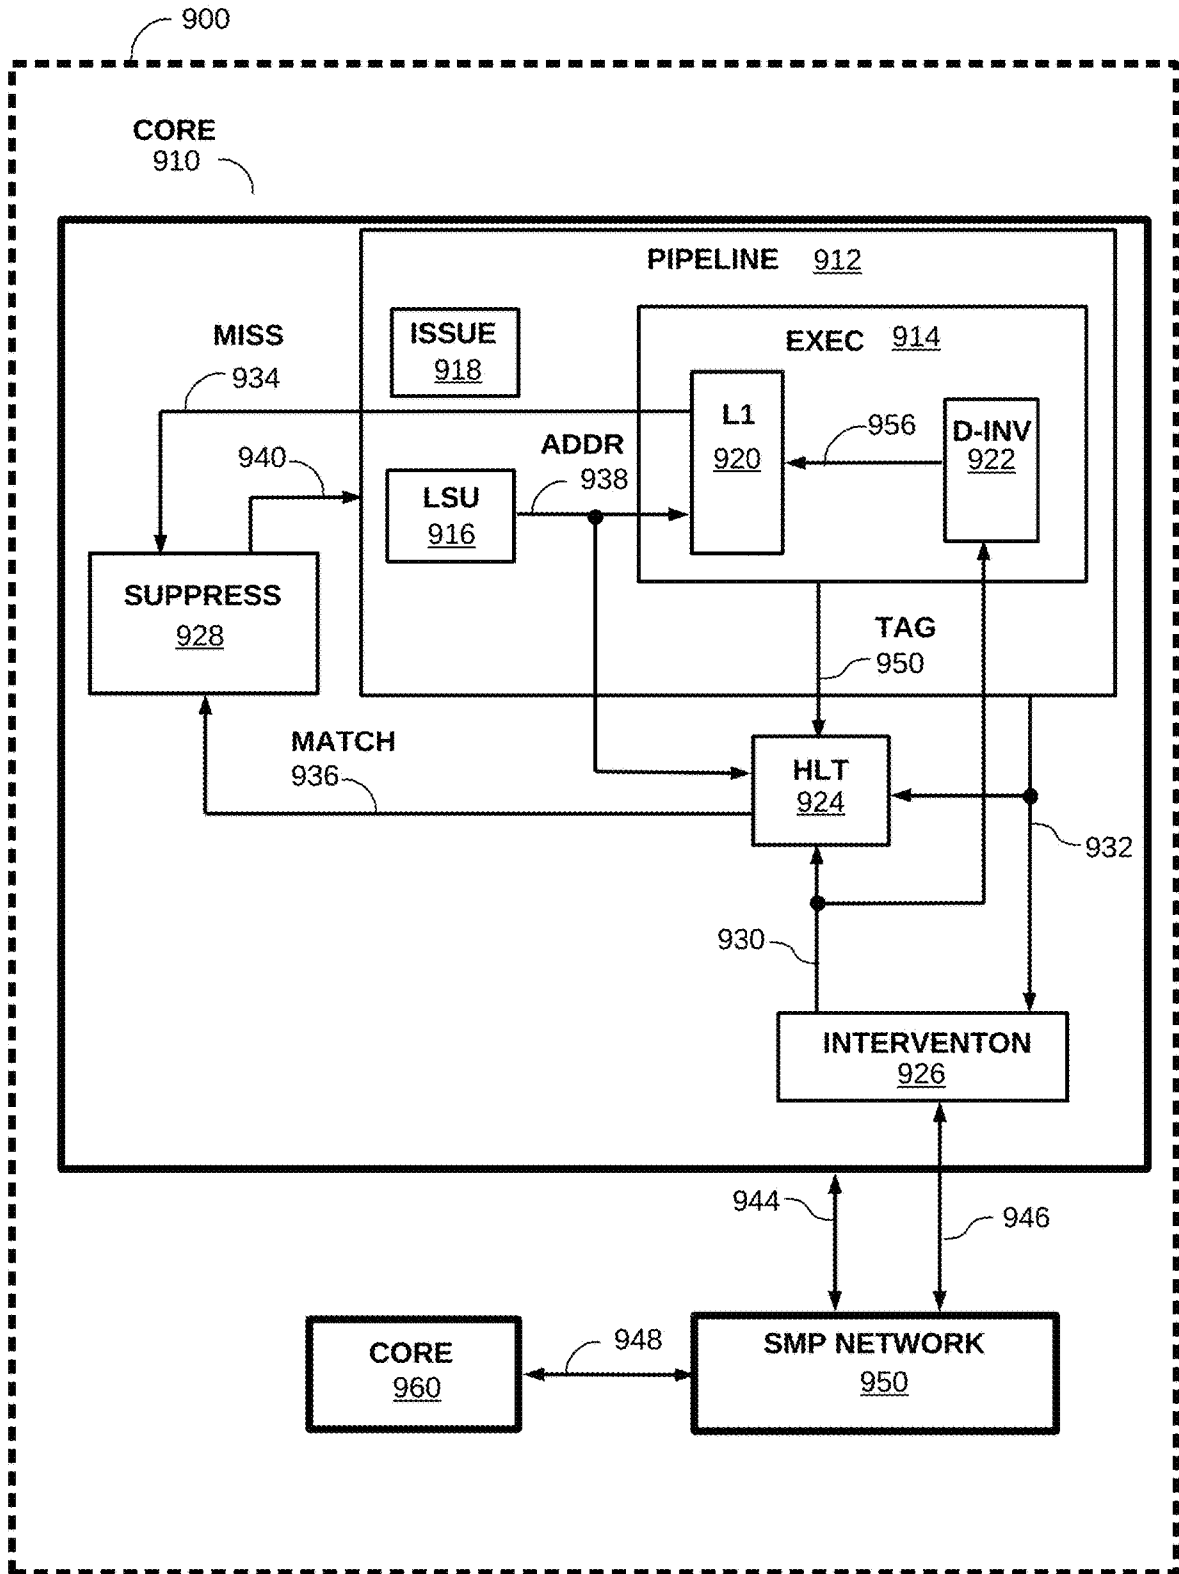 900
CORE
910
PIPELINE 912
MISS
934
ISSUE
918
EXEC 914
L1
920
956
D-INV
922
ADDR
938
940
LSU
916
SUPPRESS
928
TAG
950
MATCH
936
HLT
924
932
930
INTERVENTON
926
944
946
CORE
960
948
SMP NETWORK
950